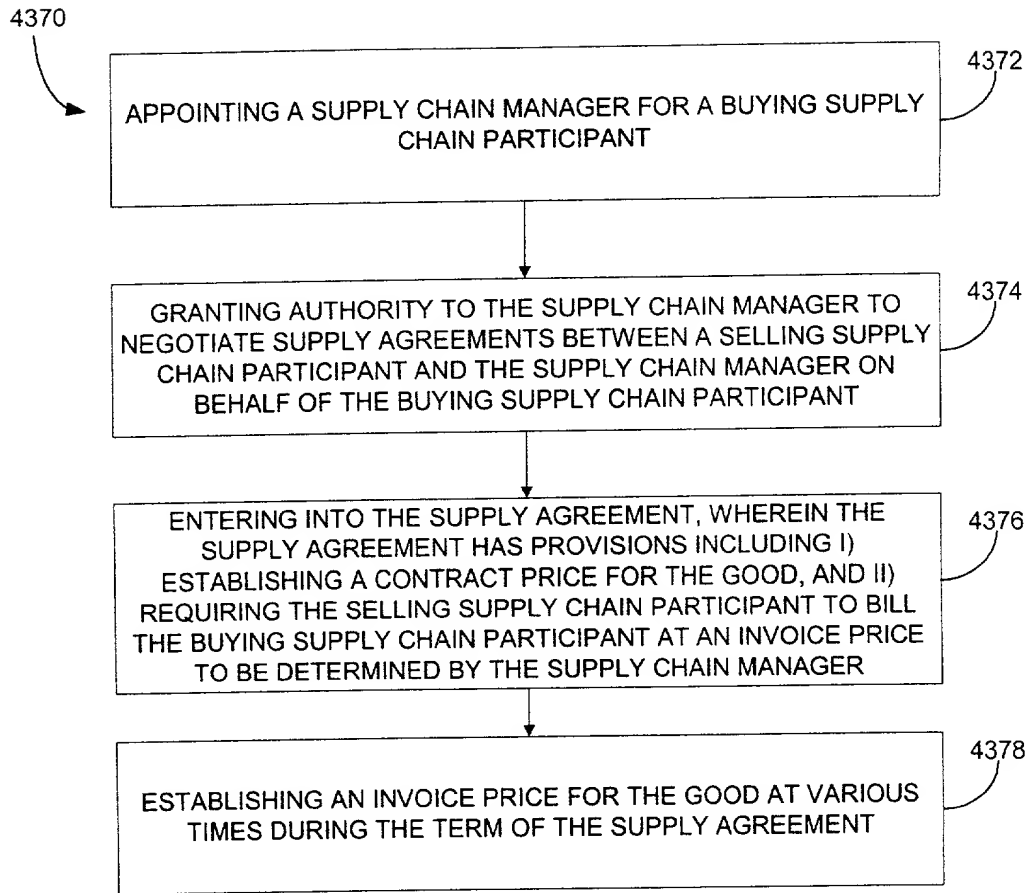 4370
4372
APPOINTING A SUPPLY CHAIN MANAGER FOR A BUYING SUPPLY
CHAIN PARTICIPANT
4374
GRANTING AUTHORITY TO THE SUPPLY CHAIN MANAGER TO
NEGOTIATE SUPPLY AGREEMENTS BETWEEN A SELLING SUPPLY
CHAIN PARTICIPANT AND THE SUPPLY CHAIN MANAGER ON
BEHALF OF THE BUYING SUPPLY CHAIN PARTICIPANT
4376
ENTERING INTO THE SUPPLY AGREEMENT, WHEREIN THE
SUPPLY AGREEMENT HAS PROVISIONS INCLUDING I)
ESTABLISHING A CONTRACT PRICE FOR THE GOOD, AND II)
REQUIRING THE SELLING SUPPLY CHAIN PARTICIPANT TO BILL
THE BUYING SUPPLY CHAIN PARTICIPANT AT AN INVOICE PRICE
TO BE DETERMINED BY THE SUPPLY CHAIN MANAGER
4378
ESTABLISHING AN INVOICE PRICE FOR THE GOOD AT VARIOUS
TIMES DURING THE TERM OF THE SUPPLY AGREEMENT